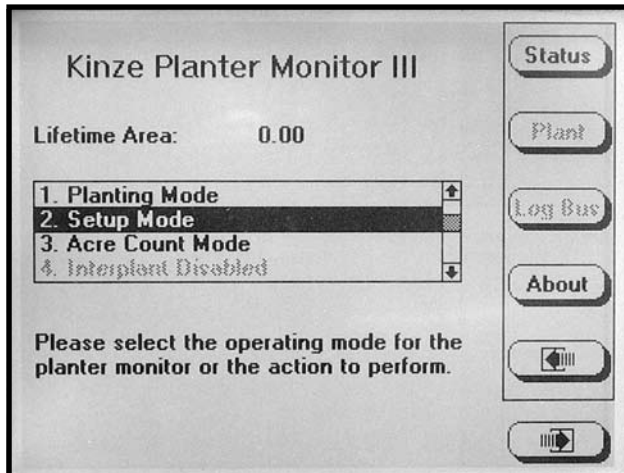 Kinze Planter Monitor III
Lifetime Area: 0.00
1. Planting Mode
2. Setup Mode
3. Acre Count Mode
4. Interplant Disabled
Please select the operating mode for the
planter monitor or the action to perform.
Status
Plant
Log Bus
About